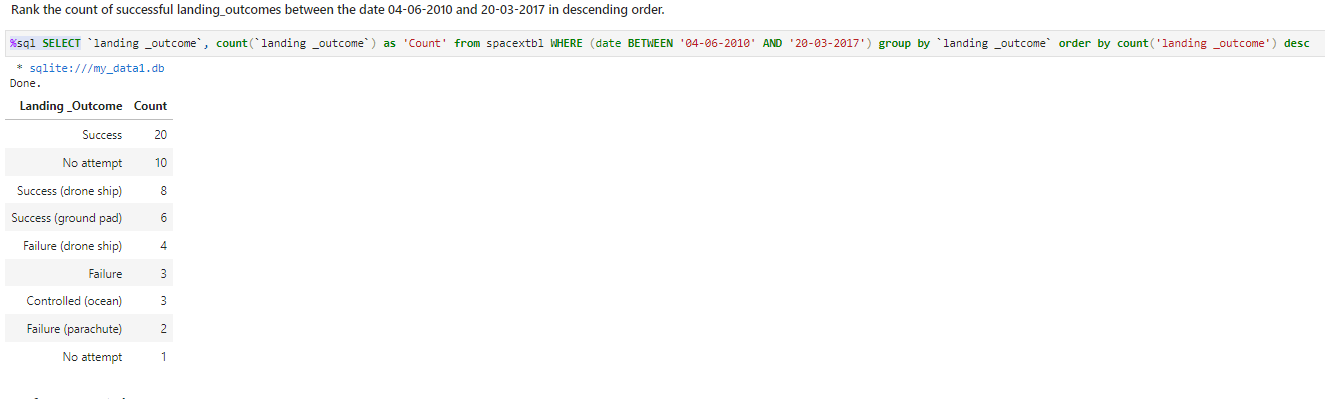 Rank the count of successful landing_outcomes between the date 04-06-2010 and 20-03-2017 in descending order.
%sql SELECT `landing _outcome`, count(`landing _outcome`) as 'Count' from spacextbl WHERE (date BETWEEN '04-06-2010' AND '20-03-2017') group by `landing _outcome` order by count('landing _outcome') desc
* sqlite:///my_data1.db
Done.
Landing _Outcome Count
Success 20
No attempt 10
Success (drone ship) 8
Success (ground pad) 6
Failure (drone ship) 4
Failure 3
Controlled (ocean) 3
Failure (parachute) 2
No attempt 1